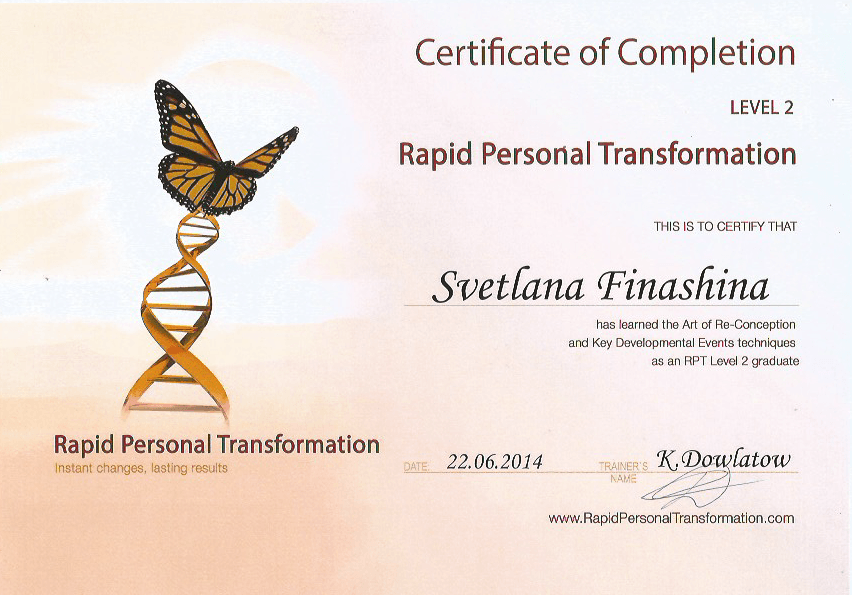 Certificate of Completion
LEVEL 2
Rapid Personal Transformation
THIS IS TO CERTIFY THAT
Svetlana Finashina
has learned the Art of Re-Conception
and Key Developmental Events techniques
as an RPT Level 2 graduate
Rapid Personal Transformation
Instant changes, lasting results
DATE: 22.06.2014
TRAINER`S NAME K.Dowlatow
www.RapidPersonalTransformation.com